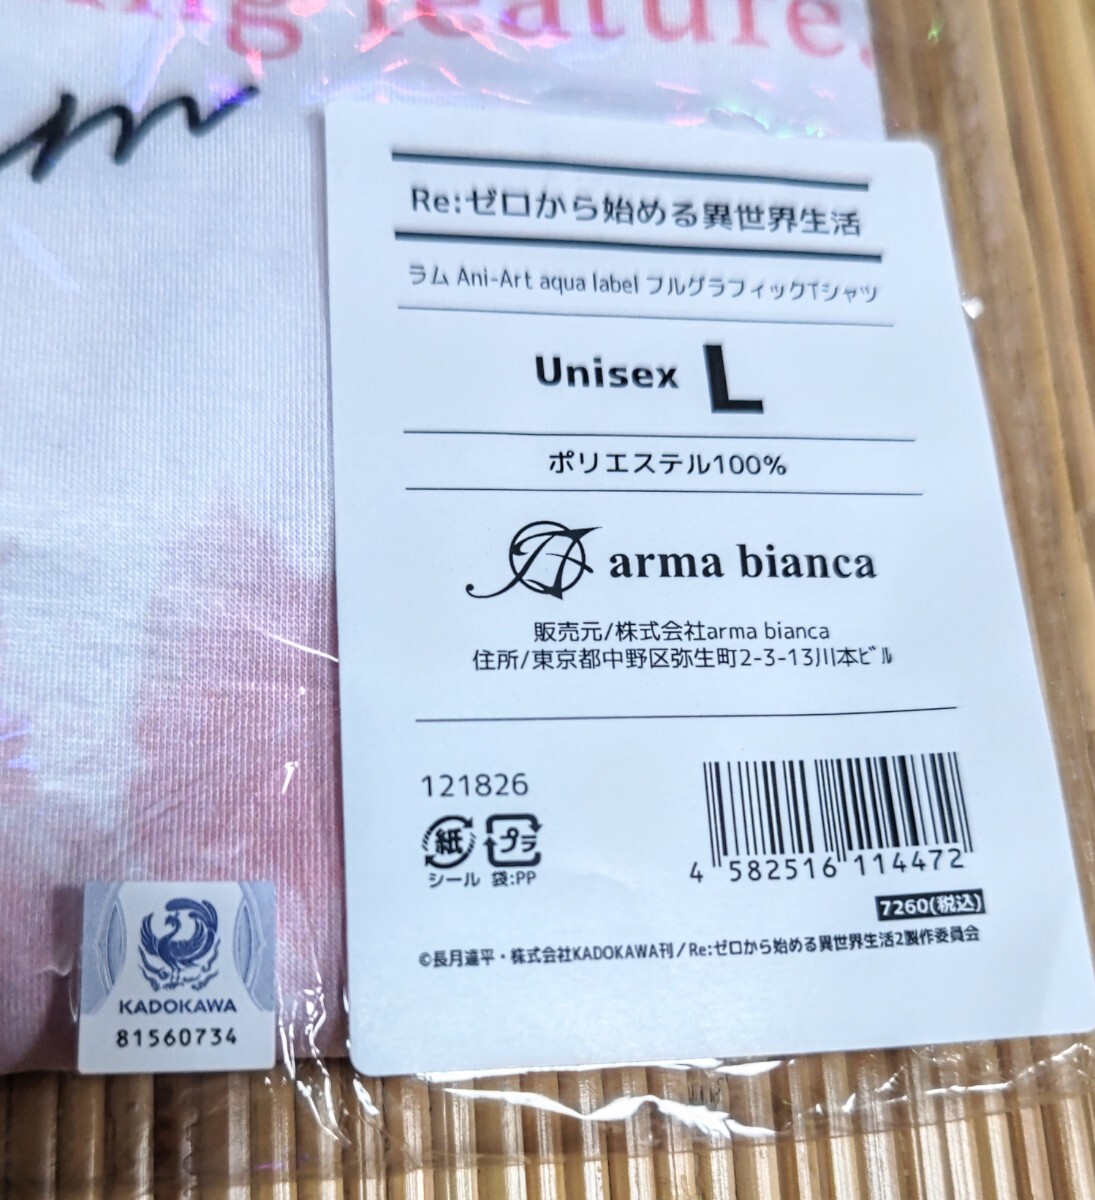 feature.
Re:ゼロから始める異世界生活
ラム Ani-Art aqua label フルグラフィックTシャツ
Unisex L
ポリエステル100%
arma bianca
販売元/株式会社arma bianca
住所/東京都中野区弥生町2-3-13川本ビル
121826
紙
プラ
シール 袋:PP
4 582516 114472
7260(税込)
©長月達平・株式会社KADOKAWA刊/Re:ゼロから始める異世界生活2製作委員会
KADOKAWA
81560734